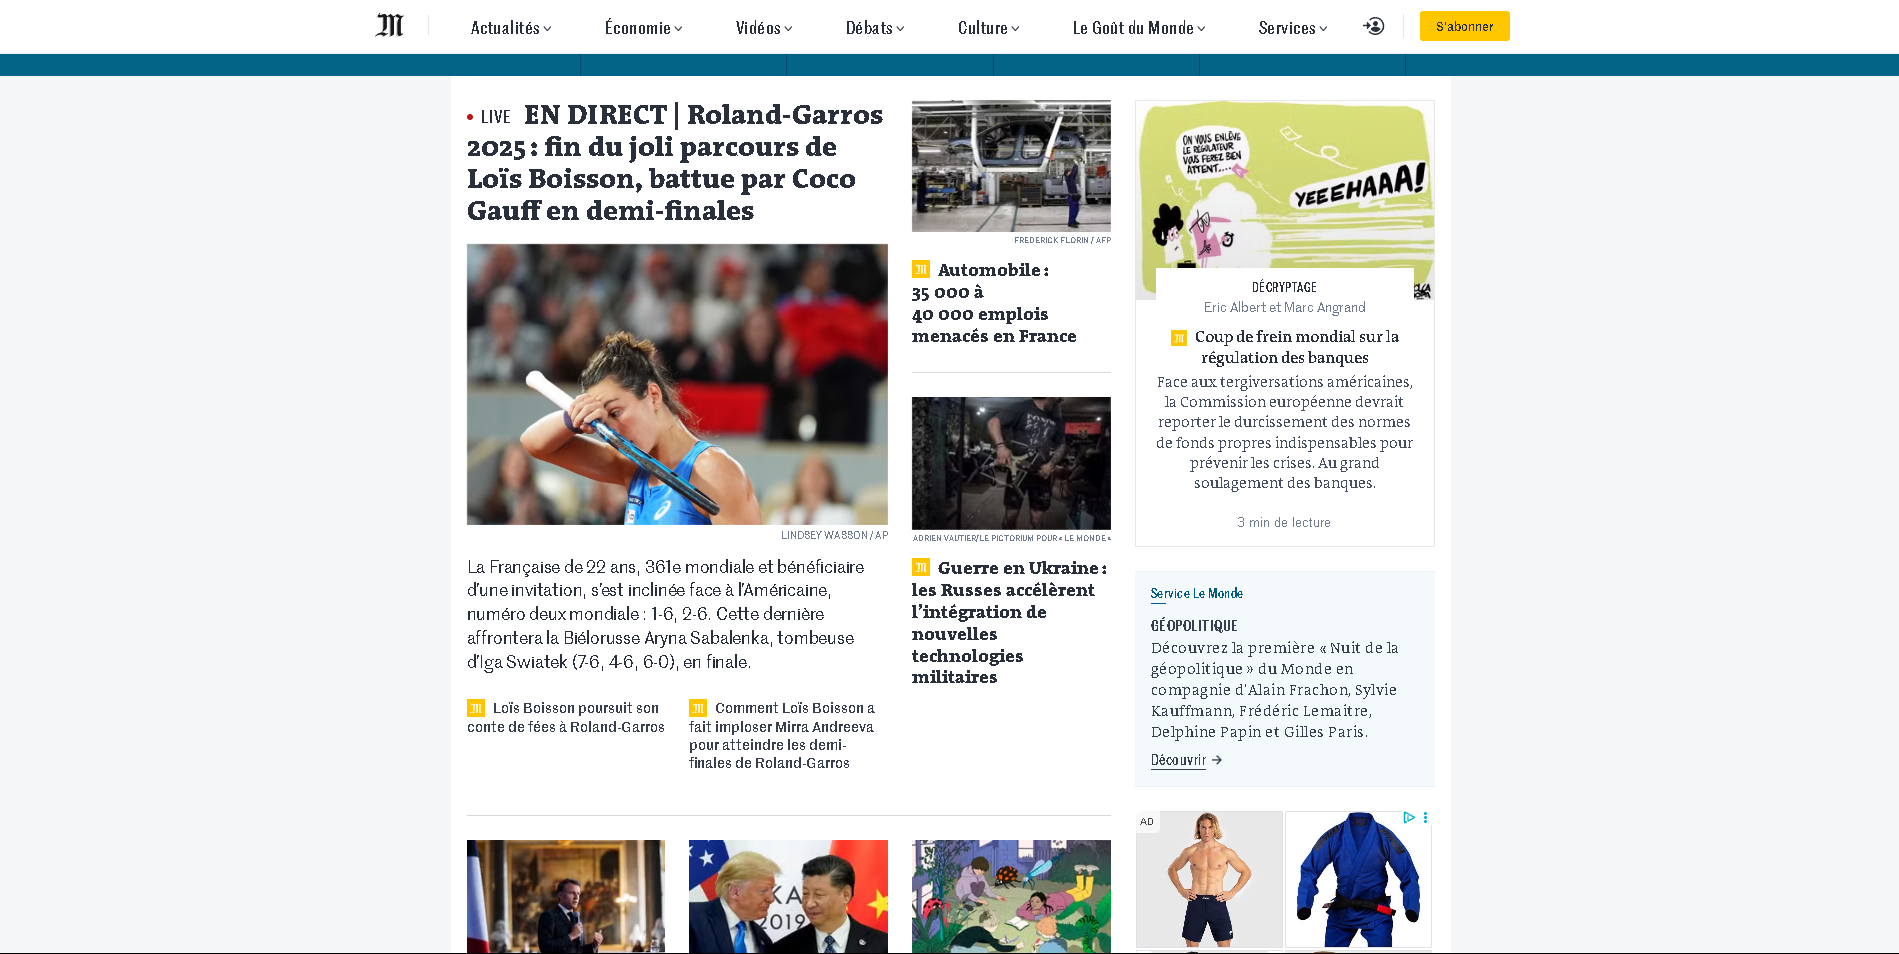 M
Actualités
Économie
Vidéos
Débats
Culture
Le Goût du Monde
Services
S'abonner
LIVE EN DIRECT | Roland-Garros
2025 : fin du joli parcours de
Loïs Boisson, battue par Coco
Gauff en demi-finales
LINDSEY WASSON / AP
La Française de 22 ans, 361e mondiale et bénéficiaire
d'une invitation, s'est inclinée face à l'Américaine,
numéro deux mondiale : 1-6, 2-6. Cette dernière
affrontera la Biélorusse Aryna Sabalenka, tombeuse
d'Iga Swiatek (7-6, 4-6, 6-0), en finale.
M Loïs Boisson poursuit son
conte de fées à Roland-Garros
M Comment Loïs Boisson a
fait imploser Mirra Andreeva
pour atteindre les demi-
finales de Roland-Garros
FREDERICK FLORIN / AFP
M Automobile :
35 000 à
40 000 emplois
menacés en France
ADRIEN VAUTIER/LE PICTORIUM POUR « LE MONDE »
M Guerre en Ukraine :
les Russes accélèrent
l'intégration de
nouvelles
technologies
militaires
ON VOUS ENLÈVE
LE RÉGULATEUR
VOUS FEREZ BIEN
ATTENT....
YEEEHAAA!
DÉCRYPTAGE
Eric Albert et Marc Angrand
M Coup de frein mondial sur la
régulation des banques
Face aux tergiversations américaines,
la Commission européenne devrait
reporter le durcissement des normes
de fonds propres indispensables pour
prévenir les crises. Au grand
soulagement des banques.
3 min de lecture
Service Le Monde
GÉOPOLITIQUE
Découvrez la première « Nuit de la
géopolitique » du Monde en
compagnie d'Alain Frachon, Sylvie
Kauffmann, Frédéric Lemaître,
Delphine Papin et Gilles Paris.
Découvrir
AD
KA
2019